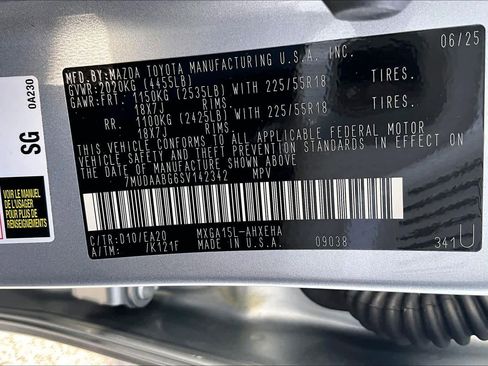 MFD.BY:MAZDA TOYOTA MANUFACTURING U.S.A. INC. 06/25
GVWR:2020KG (4455LB)
GAWR:FRT. 1150KG (2535LB) WITH 225/55R18 TIRES.
18X7J RIMS.
RR. 1100KG (2425LB) WITH 225/55R18 TIRES.
18X7J RIMS.
THIS VEHICLE CONFORMS TO ALL APPLICABLE FEDERAL MOTOR
VEHICLE SAFETY AND THEFT PREVENTION STANDARDS IN EFFECT ON
THE DATE OF MANUFACTURE SHOWN ABOVE.
7MUDAABG6SV142342 MPV
C/TR:D10/EA20 MXGA15L-AHXEHA
A/TM: /K121F MADE IN U.S.A. 09038 341U
SG 0A230
VOIR LE MANUEL
DE L'USAGER
POUR PLUS DE
RENSEIGNEMENTS